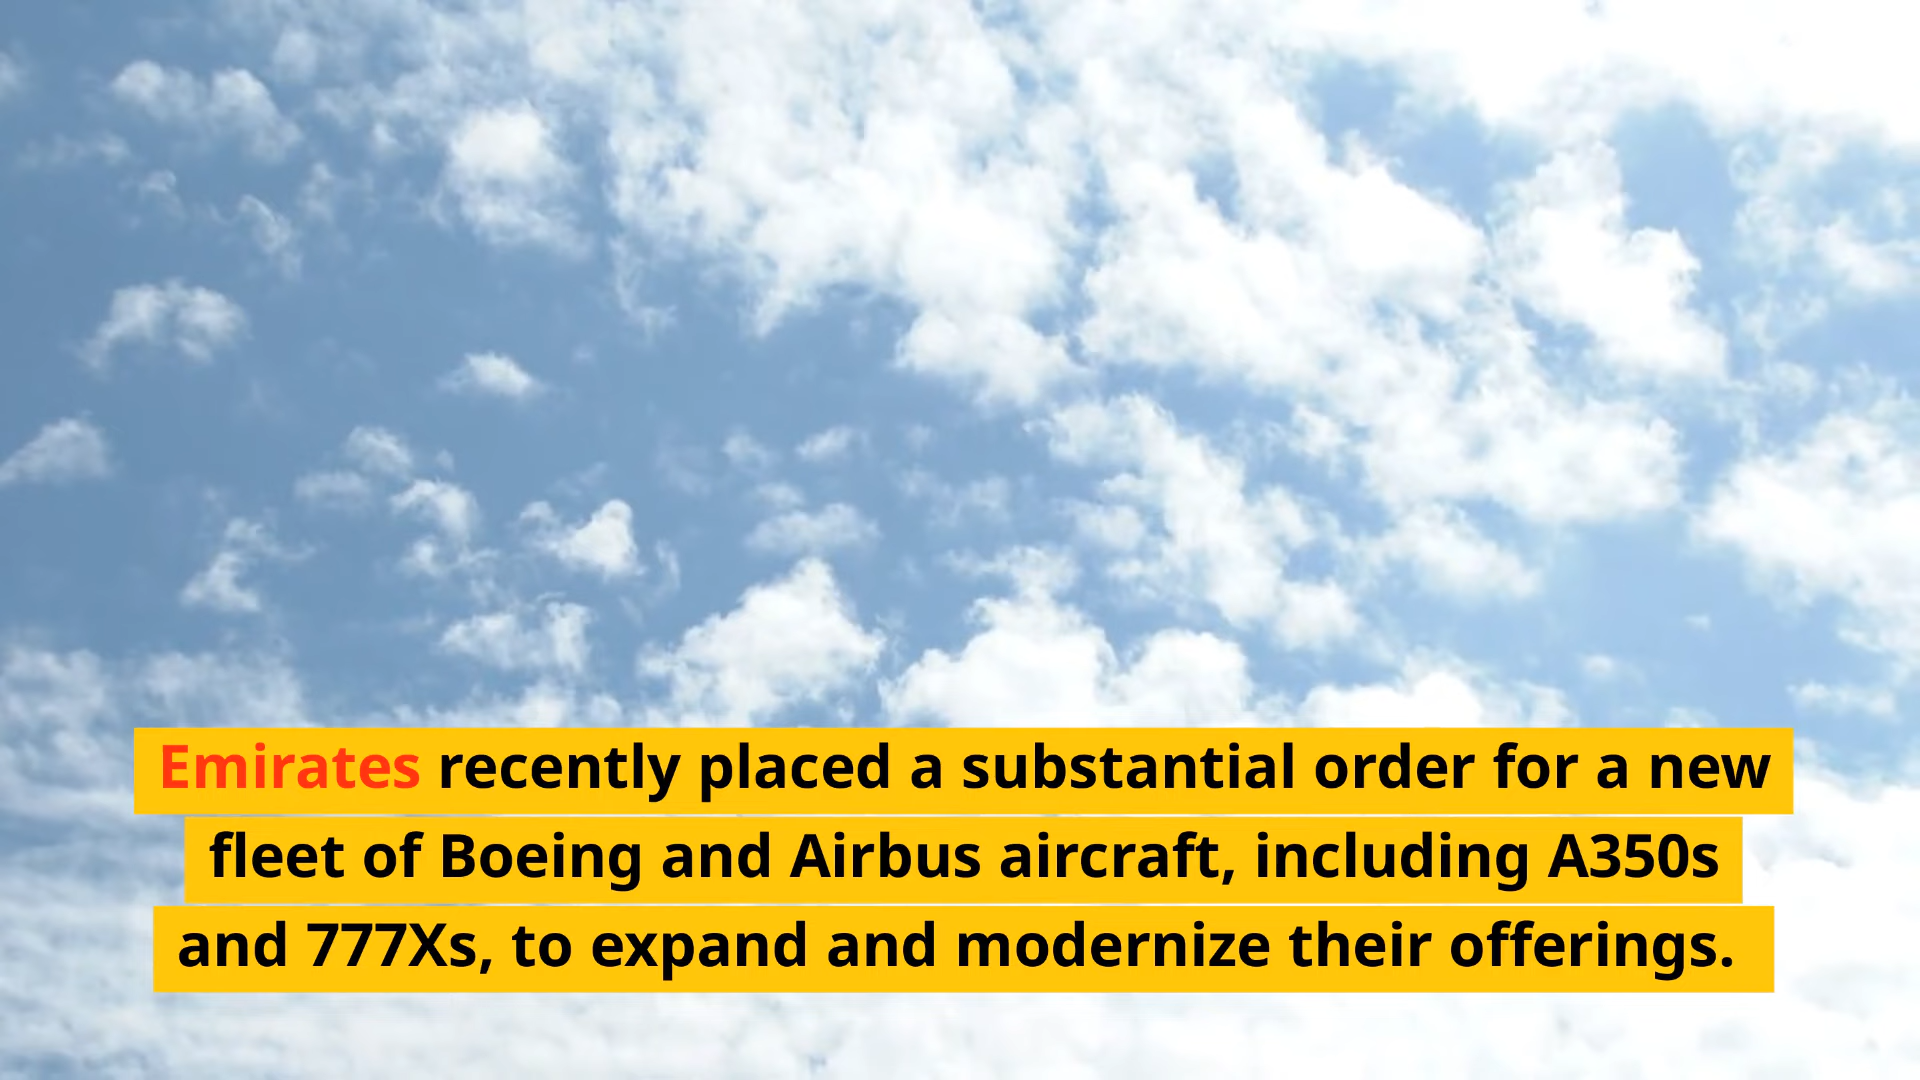 Emirates recently placed a substantial order for a new
fleet of Boeing and Airbus aircraft, including A350s
and 777Xs, to expand and modernize their offerings.